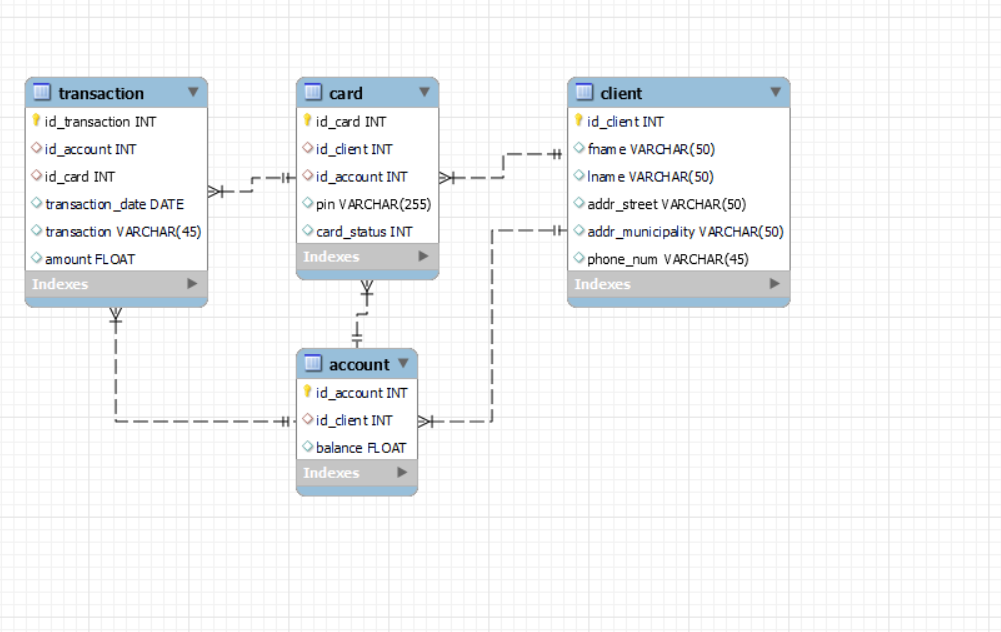 transaction
id_transaction INT
id_account INT
id_card INT
transaction_date DATE
transaction VARCHAR(45)
amount FLOAT
Indexes
card
id_card INT
id_client INT
id_account INT
pin VARCHAR(255)
card_status INT
Indexes
client
id_client INT
fname VARCHAR(50)
lname VARCHAR(50)
addr_street VARCHAR(50)
addr_municipality VARCHAR(50)
phone_num VARCHAR(45)
Indexes
account
id_account INT
id_client INT
balance FLOAT
Indexes